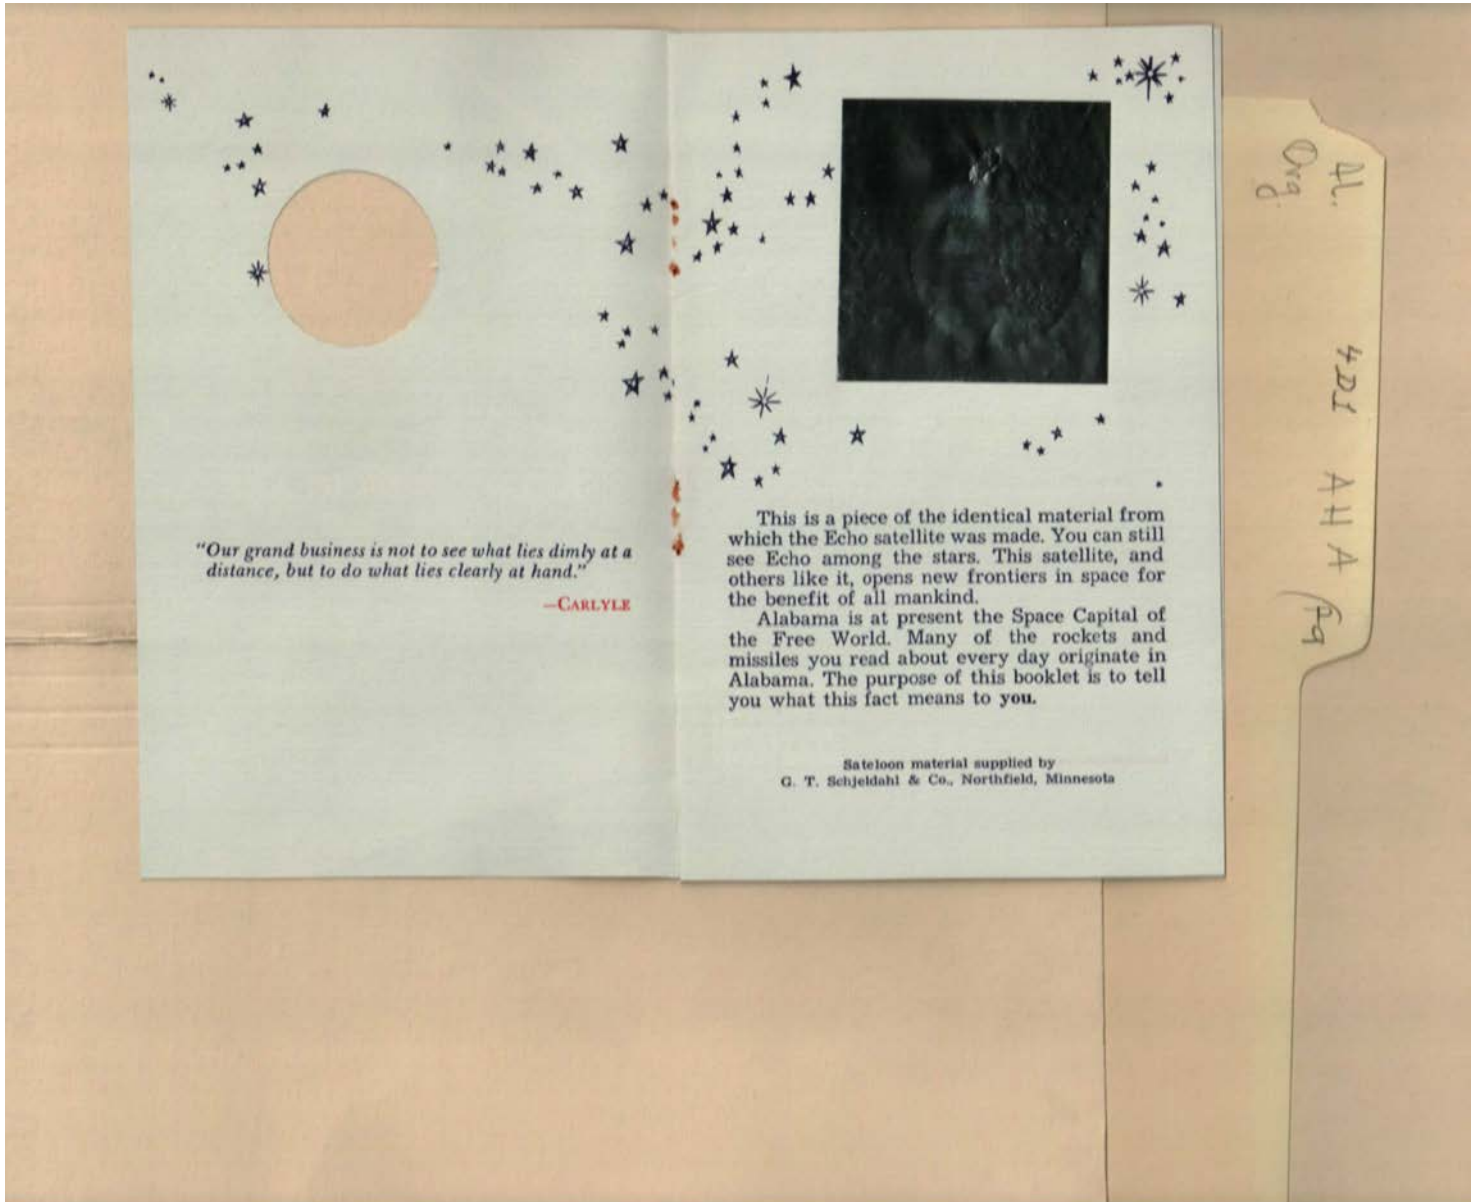 "Our grand business is not to see what lies dimly at a
distance, but to do what lies clearly at hand."
—CARLYLE
This is a piece of the identical material from
which the Echo satellite was made. You can still
see Echo among the stars. This satellite, and
others like it, opens new frontiers in space for
the benefit of all mankind.
Alabama is at present the Space Capital of
the Free World. Many of the rockets and
missiles you read about every day originate in
Alabama. The purpose of this booklet is to tell
you what this fact means to you.
Sateloon material supplied by
G. T. Schjeldahl & Co., Northfield, Minnesota
Al. 4D1 AHA
Org.